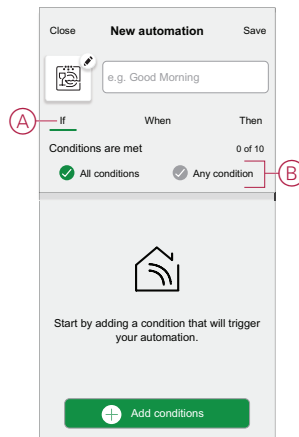 Close New automation Save
e.g. Good Morning
A If When Then
Conditions are met 0 of 10
All conditions Any condition B
Start by adding a condition that will trigger
your automation.
Add conditions